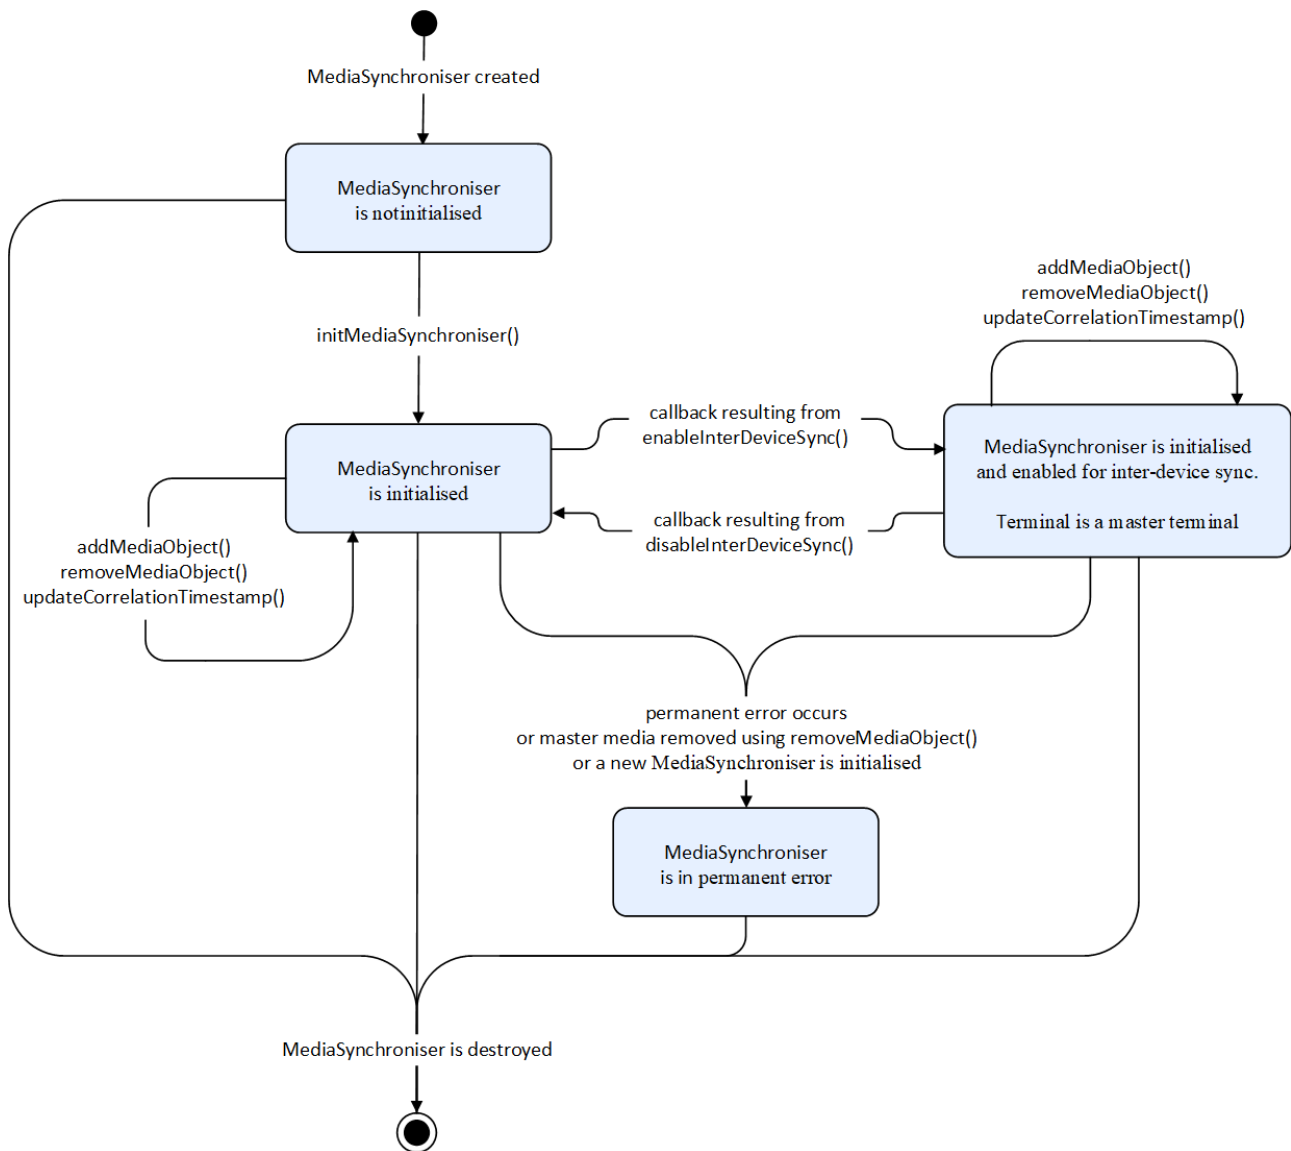 MediaSynchroniser created
MediaSynchroniser
is notinitialised
addMediaObject()
removeMediaObject()
updateCorrelationTimestamp()
initMediaSynchroniser()
callback resulting from
enableInterDeviceSync()
MediaSynchroniser is initialised
and enabled for inter-device sync.
Terminal is a master terminal
MediaSynchroniser
is initialised
callback resulting from
disableInterDeviceSync()
addMediaObject()
removeMediaObject()
updateCorrelationTimestamp()
permanent error occurs
or master media removed using removeMediaObject()
or a new MediaSynchroniser is initialised
MediaSynchroniser
is in permanent error
MediaSynchroniser is destroyed